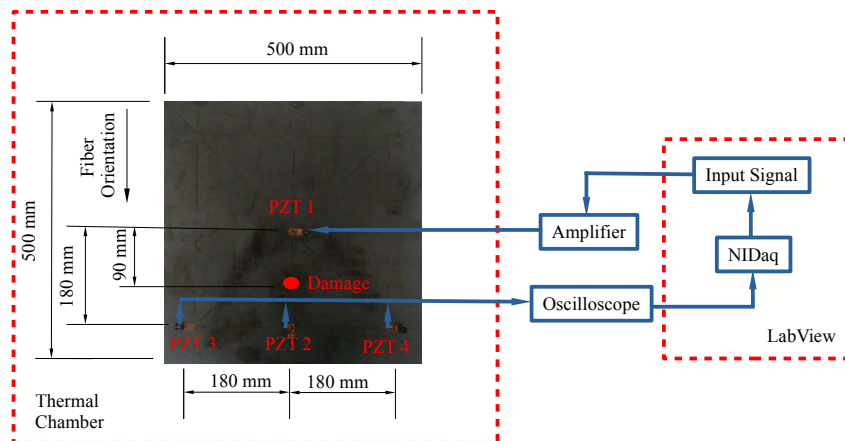 500 mm
Fiber
Orientation
500 mm
PZT 1
Input Signal
Amplifier
180 mm
90 mm
NIDaq
Damage
Oscilloscope
LabView
PZT 3
PZT 2
PZT 4
180 mm
180 mm
Thermal
Chamber